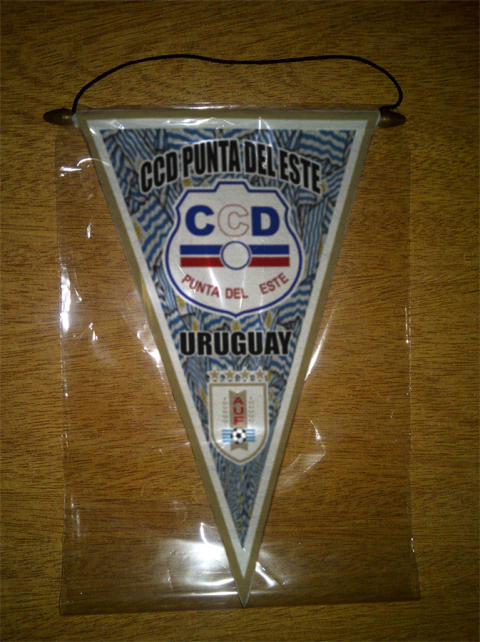 CCD PUNTA DEL ESTE
CCD
PUNTA DEL ESTE
URUGUAY
AUF